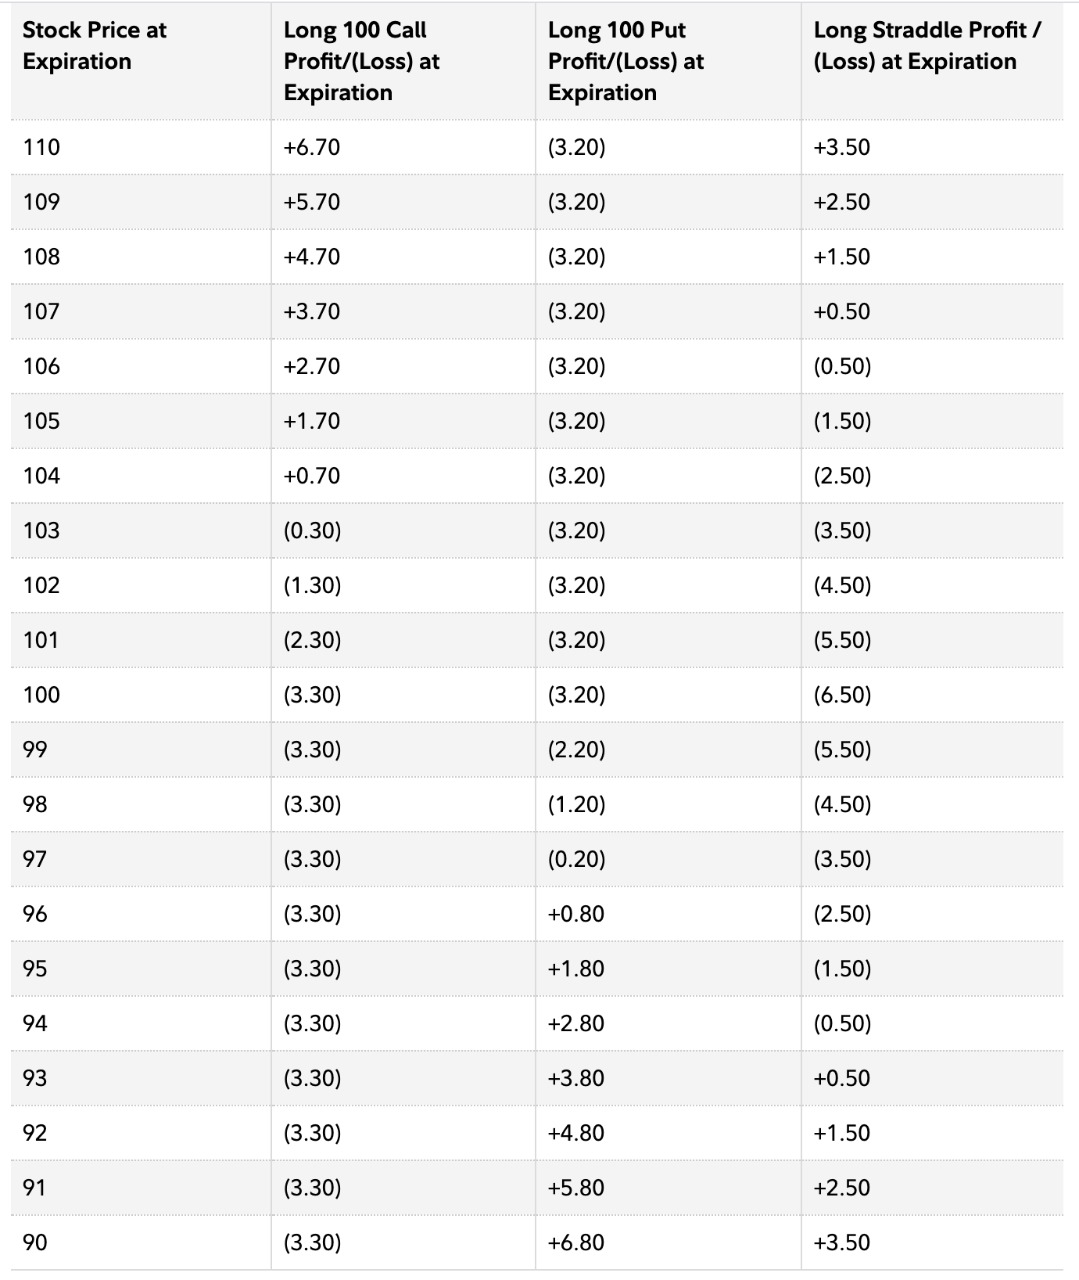 Stock Price at Expiration | Long 100 Call Profit/(Loss) at Expiration | Long 100 Put Profit/(Loss) at Expiration | Long Straddle Profit / (Loss) at Expiration
110 | +6.70 | (3.20) | +3.50
109 | +5.70 | (3.20) | +2.50
108 | +4.70 | (3.20) | +1.50
107 | +3.70 | (3.20) | +0.50
106 | +2.70 | (3.20) | (0.50)
105 | +1.70 | (3.20) | (1.50)
104 | +0.70 | (3.20) | (2.50)
103 | (0.30) | (3.20) | (3.50)
102 | (1.30) | (3.20) | (4.50)
101 | (2.30) | (3.20) | (5.50)
100 | (3.30) | (3.20) | (6.50)
99 | (3.30) | (2.20) | (5.50)
98 | (3.30) | (1.20) | (4.50)
97 | (3.30) | (0.20) | (3.50)
96 | (3.30) | +0.80 | (2.50)
95 | (3.30) | +1.80 | (1.50)
94 | (3.30) | +2.80 | (0.50)
93 | (3.30) | +3.80 | +0.50
92 | (3.30) | +4.80 | +1.50
91 | (3.30) | +5.80 | +2.50
90 | (3.30) | +6.80 | +3.50